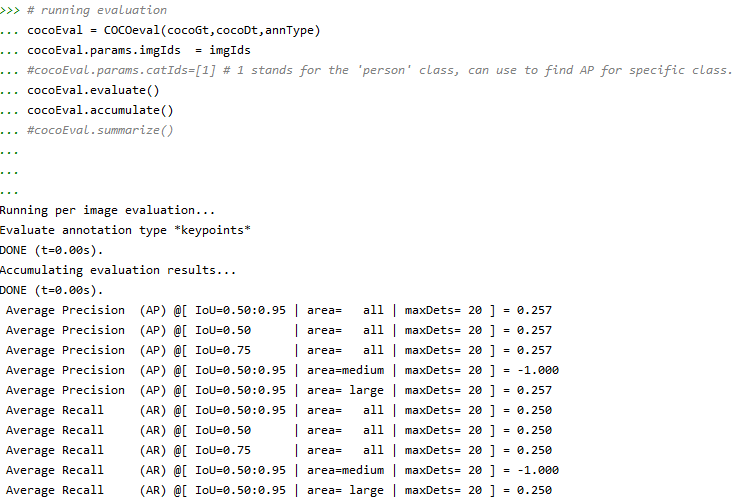 >>> # running evaluation
... cocoEval = COCOeval(cocoGt,cocoDt,annType)
... cocoEval.params.imgIds  = imgIds
... #cocoEval.params.catIds=[1] # 1 stands for the 'person' class, can use to find AP for specific class.
... cocoEval.evaluate()
... cocoEval.accumulate()
... #cocoEval.summarize()
...
...
...
Running per image evaluation...
Evaluate annotation type *keypoints*
DONE (t=0.00s).
Accumulating evaluation results...
DONE (t=0.00s).
 Average Precision  (AP) @[ IoU=0.50:0.95 | area=   all | maxDets= 20 ] = 0.257
 Average Precision  (AP) @[ IoU=0.50      | area=   all | maxDets= 20 ] = 0.257
 Average Precision  (AP) @[ IoU=0.75      | area=   all | maxDets= 20 ] = 0.257
 Average Precision  (AP) @[ IoU=0.50:0.95 | area=medium | maxDets= 20 ] = -1.000
 Average Precision  (AP) @[ IoU=0.50:0.95 | area= large | maxDets= 20 ] = 0.257
 Average Recall     (AR) @[ IoU=0.50:0.95 | area=   all | maxDets= 20 ] = 0.250
 Average Recall     (AR) @[ IoU=0.50      | area=   all | maxDets= 20 ] = 0.250
 Average Recall     (AR) @[ IoU=0.75      | area=   all | maxDets= 20 ] = 0.250
 Average Recall     (AR) @[ IoU=0.50:0.95 | area=medium | maxDets= 20 ] = -1.000
 Average Recall     (AR) @[ IoU=0.50:0.95 | area= large | maxDets= 20 ] = 0.250